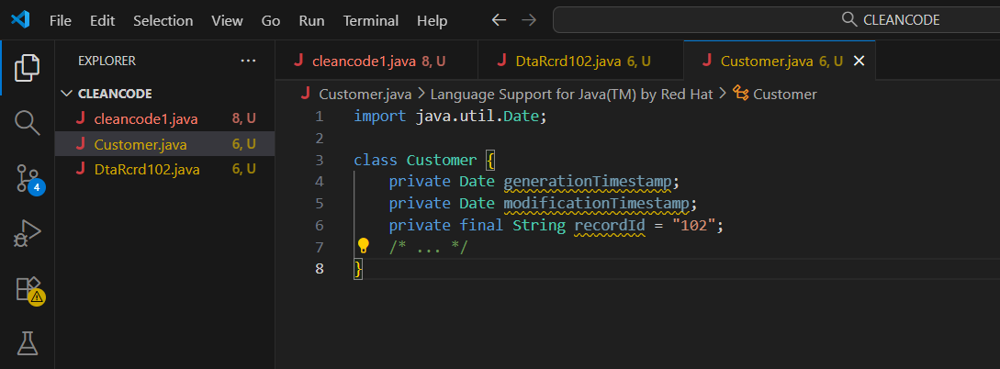 File Edit Selection View Go Run Terminal Help CLEANCODE
EXPLORER ...
CLEANCODE
J cleancode1.java 8, U
J Customer.java 6, U
J DtaRcrd102.java 6, U
4
J cleancode1.java 8, U J DtaRcrd102.java 6, U J Customer.java 6, U
J Customer.java > Language Support for Java(TM) by Red Hat > Customer
1 import java.util.Date;
2
3 class Customer {
4 private Date generationTimestamp;
5 private Date modificationTimestamp;
6 private final String recordId = "102";
7 /* ... */
8 }